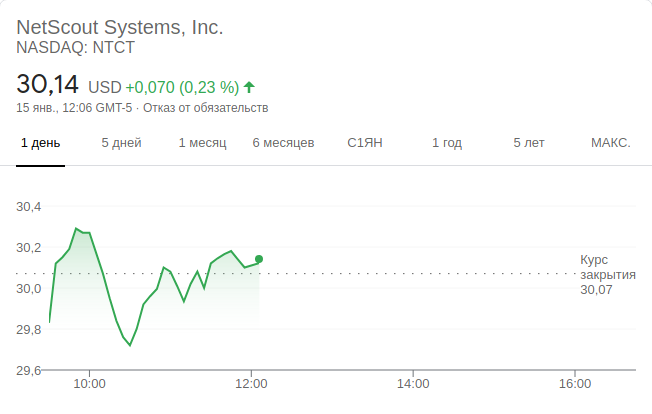 NetScout Systems, Inc.
NASDAQ: NTCT
30,14 USD +0,070 (0,23 %)
15 янв., 12:06 GMT-5 · Отказ от обязательств
1 день 5 дней 1 месяц 6 месяцев С1ЯН 1 год 5 лет МАКС.
30,4
30,2
Курс
закрытия
30,07
30,0
29,8
29,6
10:00 12:00 14:00 16:00